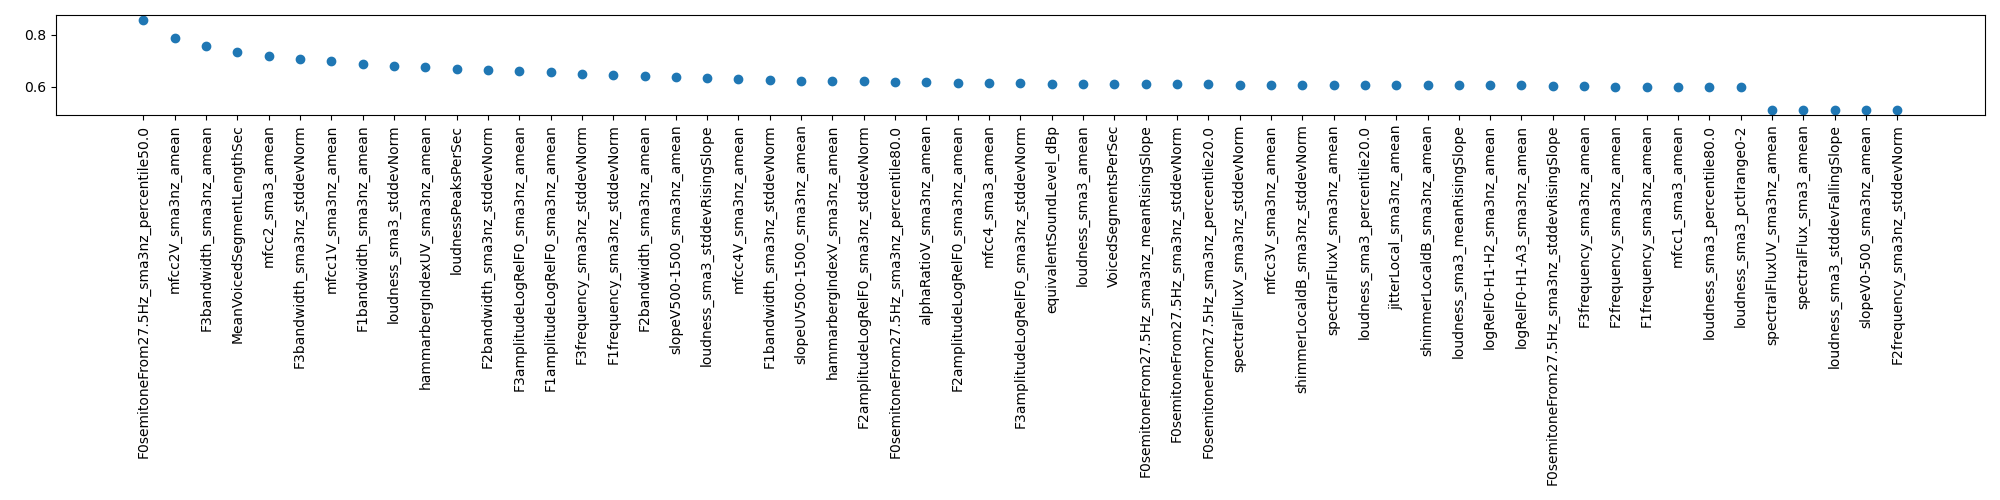 0.8
0.6
F0semitoneFrom27.5Hz_sma3nz_percentile50.0
mfcc2V_sma3nz_amean
F3bandwidth_sma3nz_amean
MeanVoicedSegmentLengthSec
mfcc2_sma3_amean
F3bandwidth_sma3nz_stddevNorm
mfcc1V_sma3nz_amean
F1bandwidth_sma3nz_amean
loudness_sma3_stddevNorm
hammarbergIndexUV_sma3nz_amean
loudnessPeaksPerSec
F2bandwidth_sma3nz_stddevNorm
F3amplitudeLogRelF0_sma3nz_amean
F1amplitudeLogRelF0_sma3nz_amean
F3frequency_sma3nz_stddevNorm
F1frequency_sma3nz_stddevNorm
F2bandwidth_sma3nz_amean
slopeV500-1500_sma3nz_amean
loudness_sma3_stddevRisingSlope
mfcc4V_sma3nz_amean
F1bandwidth_sma3nz_stddevNorm
slopeUV500-1500_sma3nz_amean
hammarbergIndexV_sma3nz_amean
F2amplitudeLogRelF0_sma3nz_stddevNorm
F0semitoneFrom27.5Hz_sma3nz_percentile80.0
alphaRatioV_sma3nz_amean
F2amplitudeLogRelF0_sma3nz_amean
mfcc4_sma3_amean
F3amplitudeLogRelF0_sma3nz_stddevNorm
equivalentSoundLevel_dBp
loudness_sma3_amean
VoicedSegmentsPerSec
F0semitoneFrom27.5Hz_sma3nz_meanRisingSlope
F0semitoneFrom27.5Hz_sma3nz_stddevNorm
F0semitoneFrom27.5Hz_sma3nz_percentile20.0
spectralFluxV_sma3nz_stddevNorm
mfcc3V_sma3nz_amean
shimmerLocaldB_sma3nz_stddevNorm
spectralFluxV_sma3nz_amean
loudness_sma3_percentile20.0
jitterLocal_sma3nz_amean
shimmerLocaldB_sma3nz_amean
loudness_sma3_meanRisingSlope
logRelF0-H1-H2_sma3nz_amean
logRelF0-H1-A3_sma3nz_amean
F0semitoneFrom27.5Hz_sma3nz_stddevRisingSlope
F3frequency_sma3nz_amean
F2frequency_sma3nz_amean
F1frequency_sma3nz_amean
mfcc1_sma3_amean
loudness_sma3_percentile80.0
loudness_sma3_pctlrange0-2
spectralFluxUV_sma3nz_amean
spectralFlux_sma3_amean
loudness_sma3_stddevFallingSlope
slopeV0-500_sma3nz_amean
F2frequency_sma3nz_stddevNorm